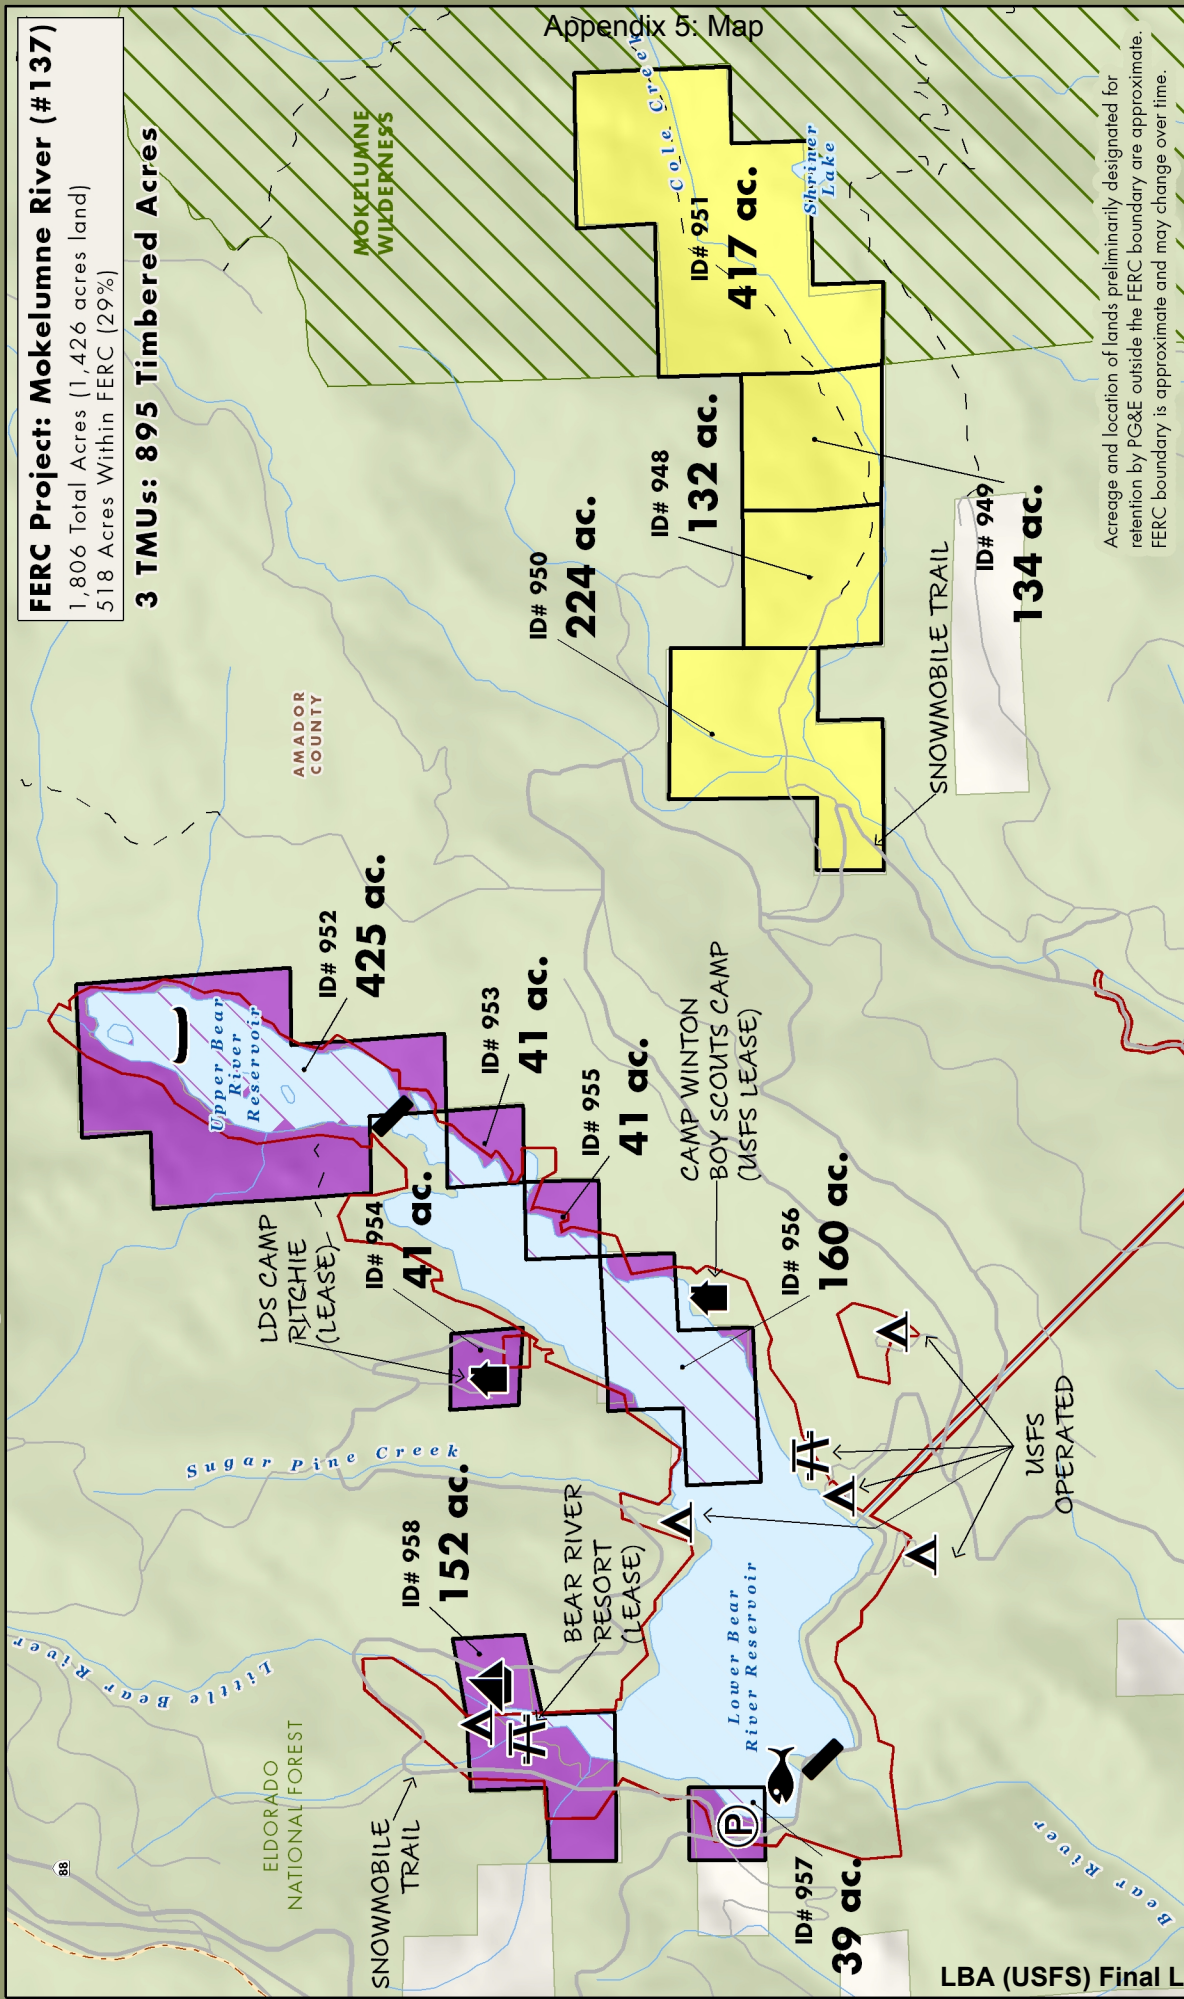 Appendix 5: Map
FERC Project: Mokelumne River (#137)
1,806 Total Acres (1,426 acres land)
518 Acres Within FERC (29%)
3 TMUs: 895 Timbered Acres
MOKELUMNE
WILDERNESS
Cole Creek
Shriner
Lake
ID# 951
417 ac.
ID# 948
132 ac.
ID# 949
134 ac.
ID# 950
224 ac.
SNOWMOBILE TRAIL
Acreage and location of lands preliminarily designated for
retention by PG&E outside the FERC boundary are approximate.
FERC boundary is approximate and may change over time.
AMADOR
COUNTY
Upper Bear
River
Reservoir
ID# 952
425 ac.
ID# 953
41 ac.
ID# 955
41 ac.
CAMP WINTON
BOY SCOUTS CAMP
(USFS LEASE)
LDS CAMP
RITCHIE
(LEASE)
ID# 954
41 ac.
ID# 956
160 ac.
USFS
OPERATED
Sugar Pine Creek
ID# 958
152 ac.
BEAR RIVER
RESORT
(LEASE)
Lower Bear
River Reservoir
Little Bear River
ELDORADO
NATIONAL FOREST
SNOWMOBILE
TRAIL
88
P
ID# 957
39 ac.
Bear River
LBA (USFS) Final L